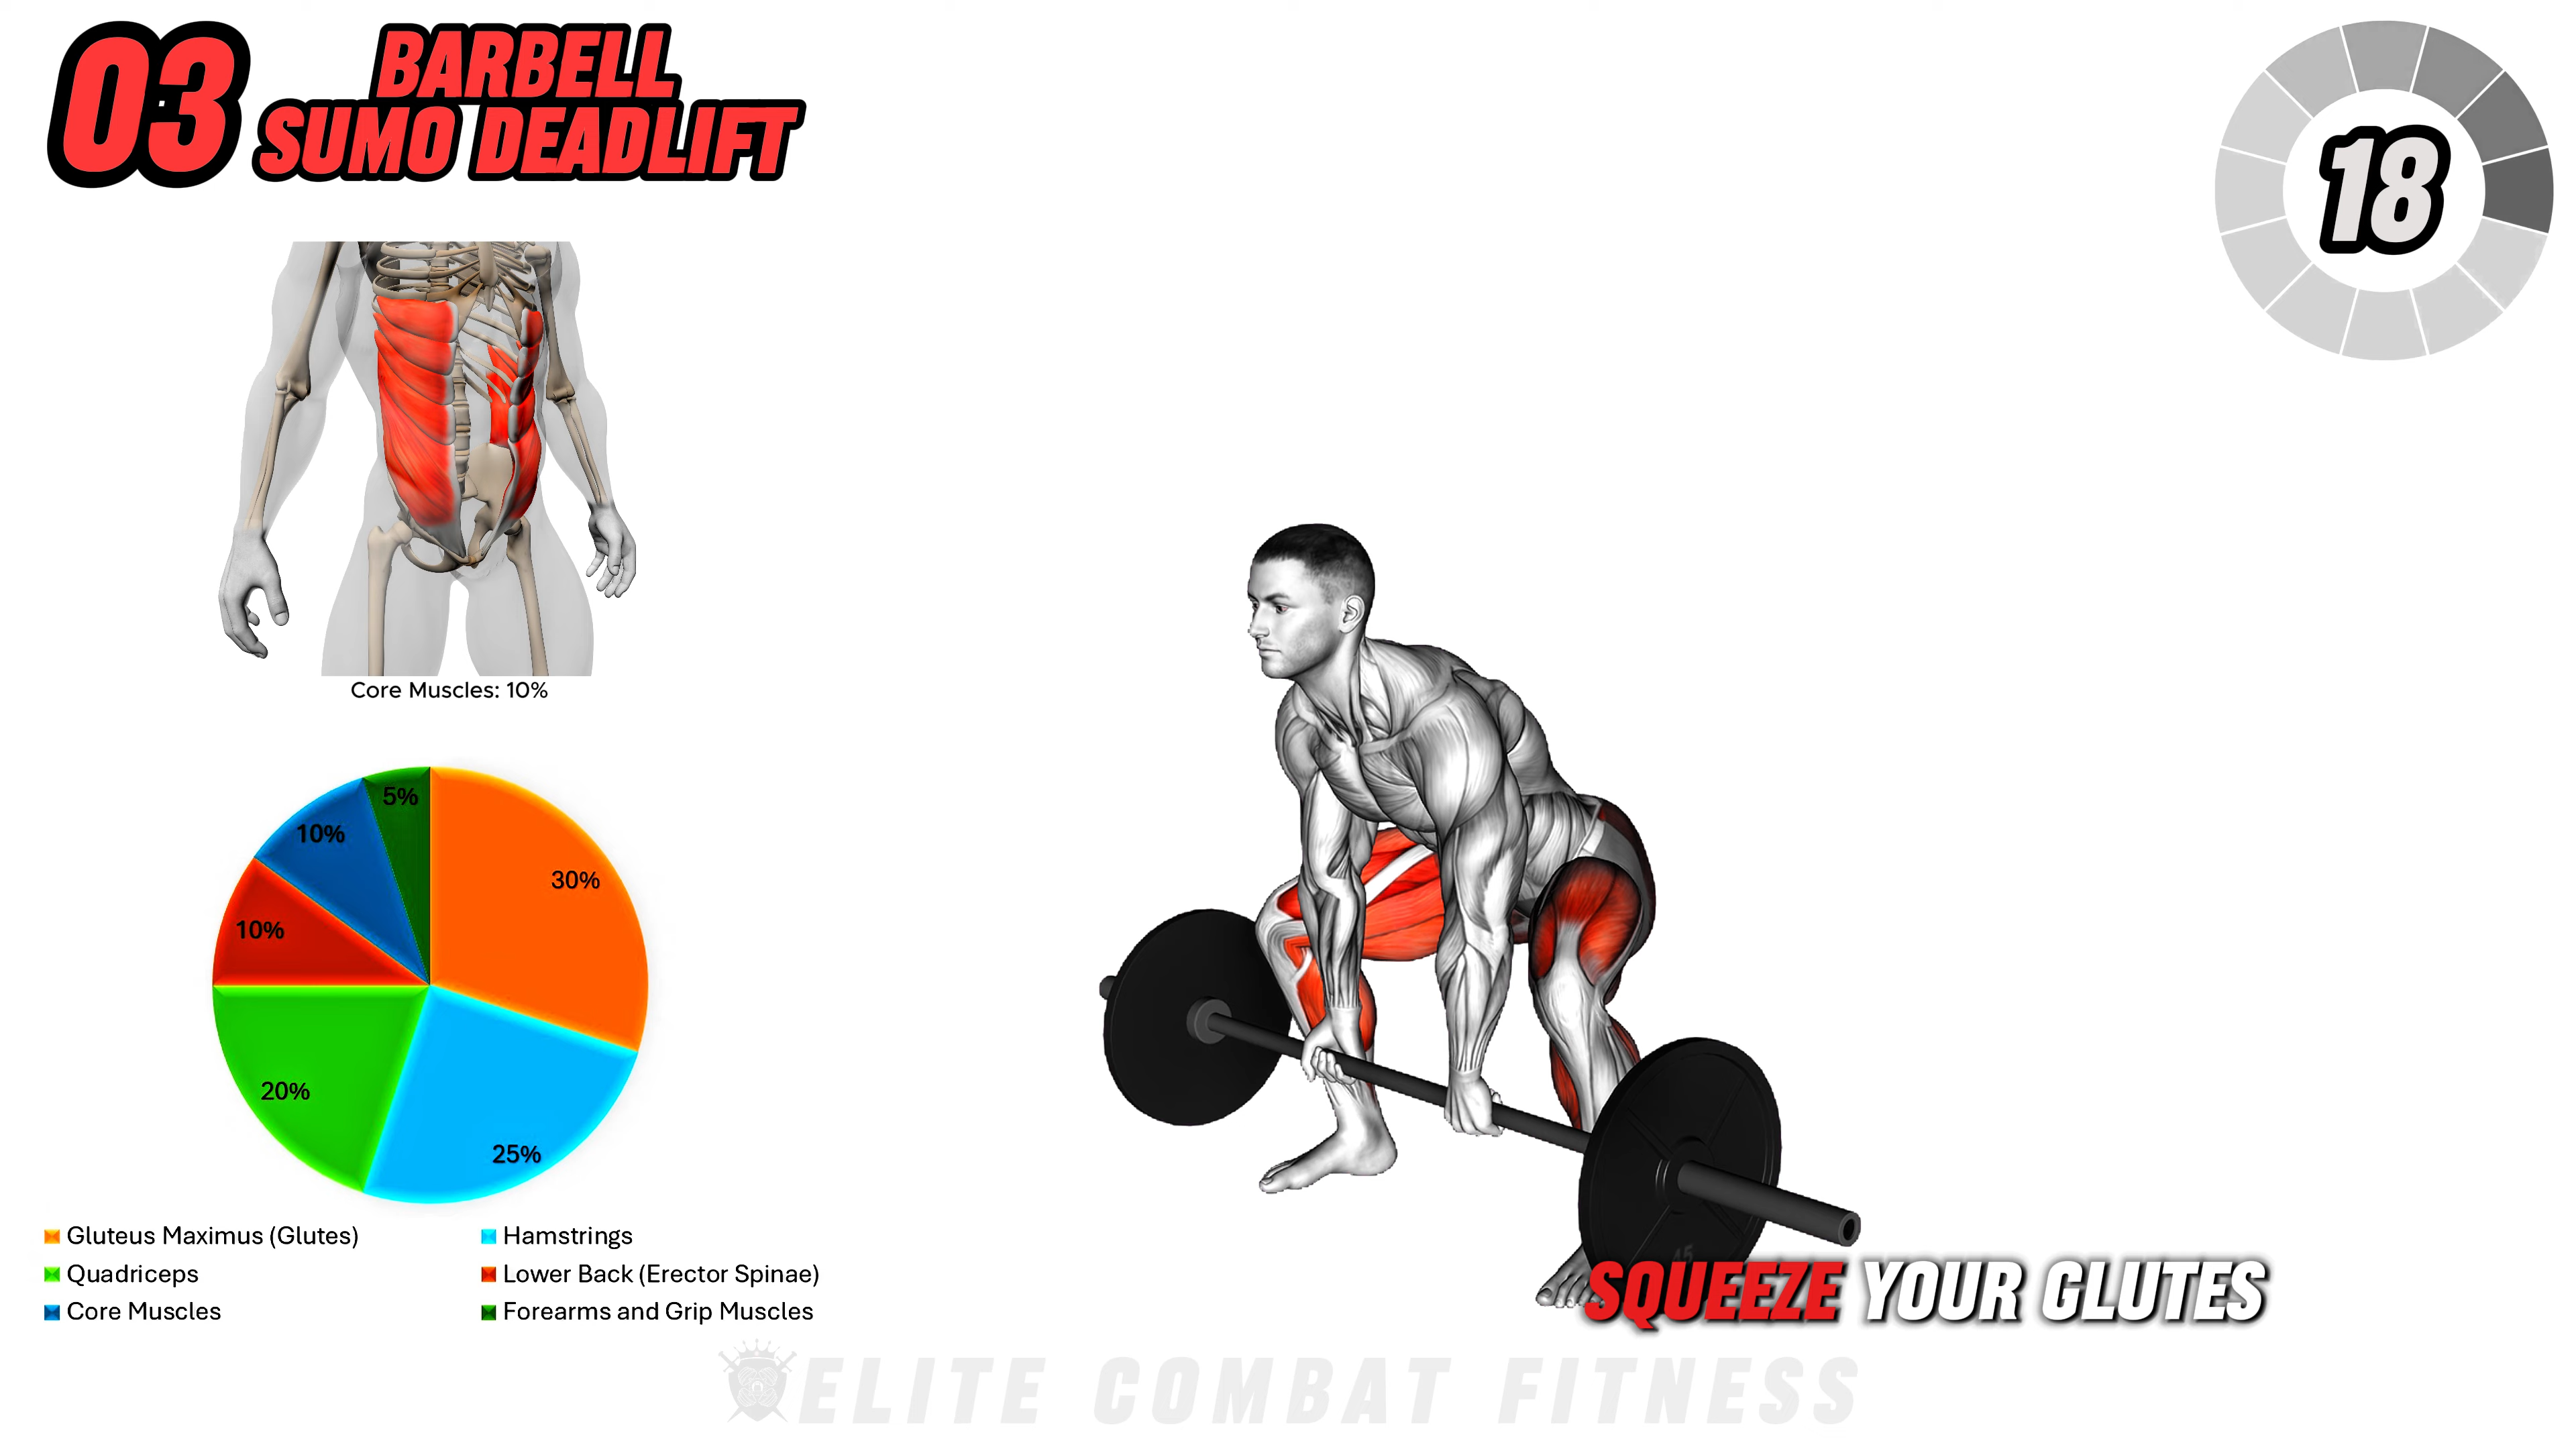 03
BARBELL
SUMO DEADLIFT
18
Core Muscles: 10%
5%
10%
30%
10%
20%
25%
Gluteus Maximus (Glutes)
Hamstrings
Quadriceps
Lower Back (Erector Spinae)
Core Muscles
Forearms and Grip Muscles
45
SQUEEZE YOUR GLUTES
ELITE COMBAT FITNESS